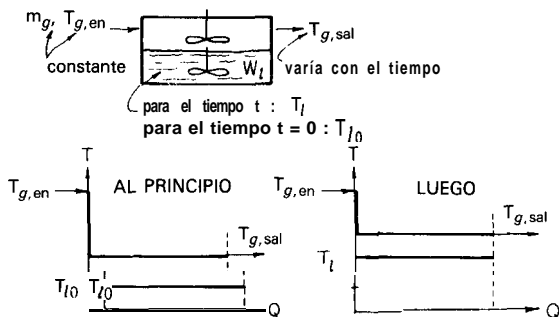 m_g, T_g,en
T_g,sal
constante
W_l
varía con el tiempo
para el tiempo t : T_l
para el tiempo t = 0 : T_l0
T
T_g,en
AL PRINCIPIO
T_g,sal
T_l0 T_l0
Q
T
T_g,en
LUEGO
T_g,sal
T_l
Q